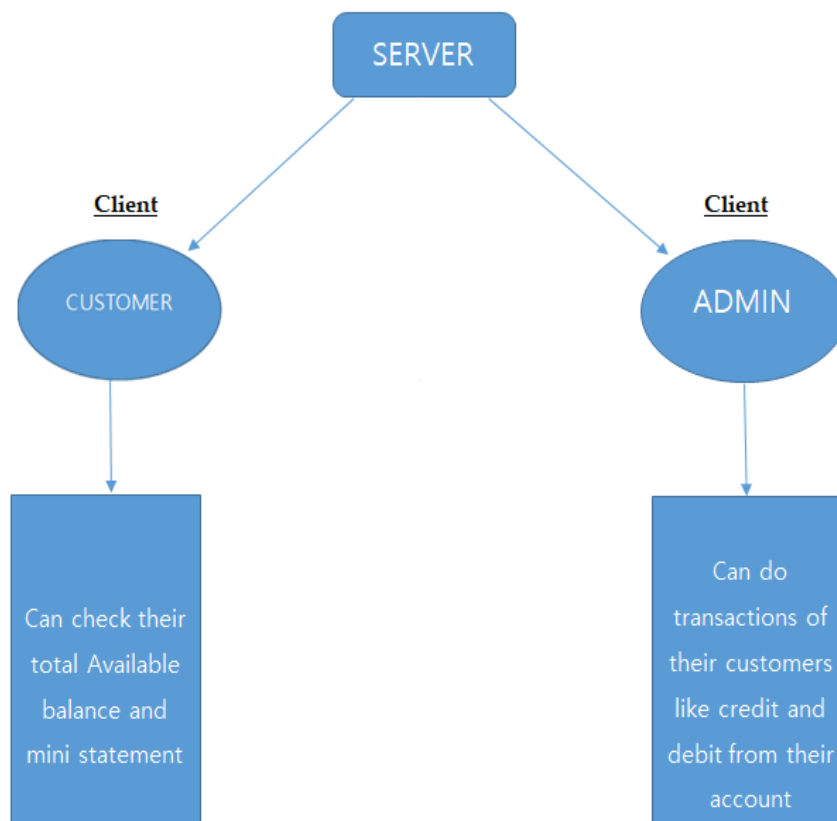 SERVER
Client
Client
CUSTOMER
ADMIN
Can check their
total Available
balance and
mini statement
Can do
transactions of
their customers
like credit and
debit from their
account